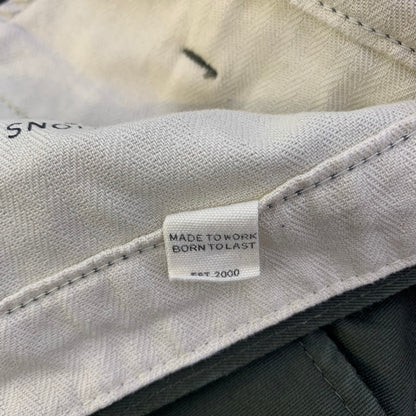 MADE TO WORK
BORN TO LAST
EST. 2000